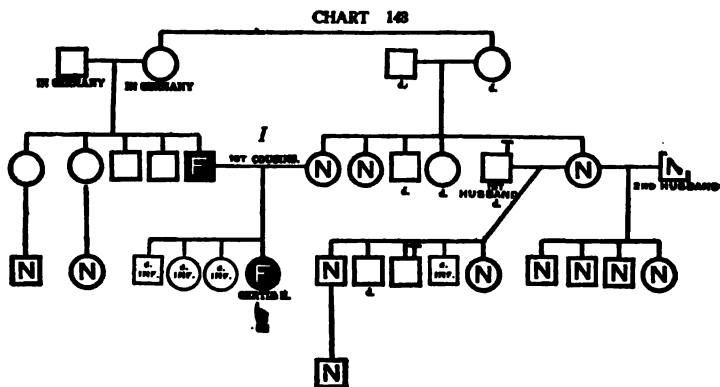 CHART 143
IN GERMANY
IN GERMANY
d.
d.
I
1ST COUSINS.
F
N
N
d.
d.
T
1ST HUSBAND
d.
N
N
2ND HUSBAND
N
N
d. INF.
d. INF.
d. INF.
F
N
d.
T
d. INF.
N
N
N
N
N
N